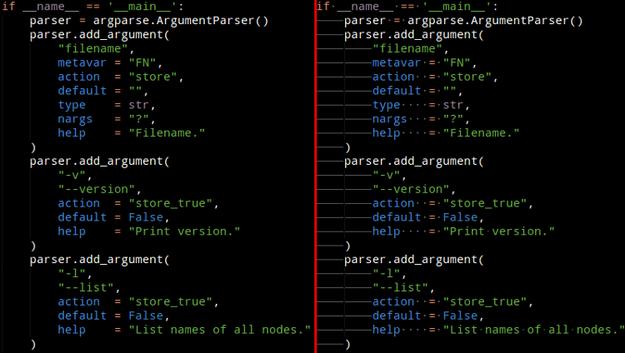 if __name__ == '__main__':
    parser = argparse.ArgumentParser()
    parser.add_argument(
        "filename",
        metavar = "FN",
        action  = "store",
        default = "",
        type    = str,
        nargs   = "?",
        help    = "Filename."
    )
    parser.add_argument(
        "-v",
        "--version",
        action  = "store_true",
        default = False,
        help    = "Print version."
    )
    parser.add_argument(
        "-l",
        "--list",
        action  = "store_true",
        default = False,
        help    = "List names of all nodes."
    )
if·__name__·==·'__main__':
————parser·=·argparse.ArgumentParser()
————parser.add_argument(
————————"filename",
————————metavar·=·"FN",
————————action··=·"store",
————————default·=·"",
————————type····=·str,
————————nargs···=·"?",
————————help····=·"Filename."
————)
————parser.add_argument(
————————"-v",
————————"--version",
————————action··=·"store_true",
————————default·=·False,
————————help····=·"Print·version."
————)
————parser.add_argument(
————————"-l",
————————"--list",
————————action··=·"store_true",
————————default·=·False,
————————help····=·"List·names·of·all·nodes."
————)